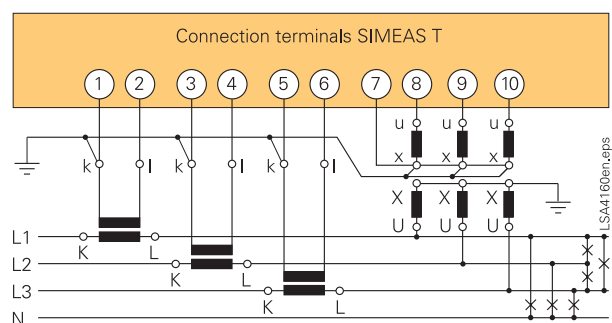 Connection terminals SIMEAS T
1 2 3 4 5 6 7 8 9 10
u u u
k l k l k l x x x
X X X
U U U
L1 K L
L2 K L
L3 K L
N
LSA4160en.eps